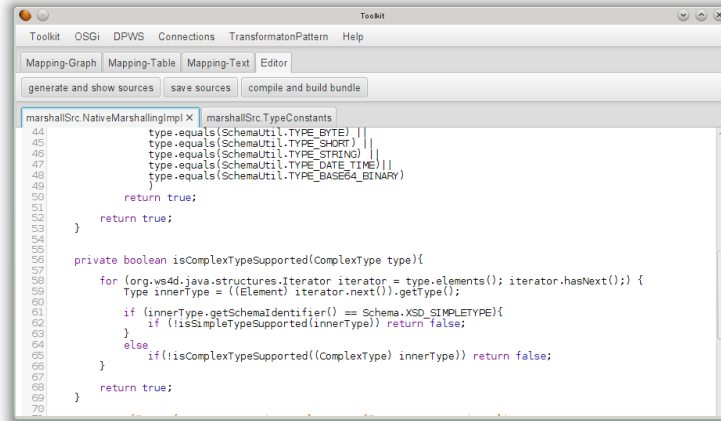 Toolkit
Toolkit OSGi DPWS Connections TransformatonPattern Help
Mapping-Graph Mapping-Table Mapping-Text Editor
generate and show sources save sources compile and build bundle
marshallSrc.NativeMarshallingImpl × marshallSrc.TypeConstants
44 type.equals(SchemaUtil.TYPE_BYTE) ||
45 type.equals(SchemaUtil.TYPE_SHORT) ||
46 type.equals(SchemaUtil.TYPE_STRING) ||
47 type.equals(SchemaUtil.TYPE_DATE_TIME)||
48 type.equals(SchemaUtil.TYPE_BASE64_BINARY)
49 )
50 return true;
51
52 return true;
53 }
54
55
56 private boolean isComplexTypeSupported(ComplexType type){
57
58 for (org.ws4d.java.structures.Iterator iterator = type.elements(); iterator.hasNext();) {
59 Type innerType = ((Element) iterator.next()).getType();
60
61 if (innerType.getSchemaIdentifier() == Schema.XSD_SIMPLETYPE){
62 if (!isSimpleTypeSupported(innerType)) return false;
63 }
64 else
65 if(!isComplexTypeSupported((ComplexType) innerType)) return false;
66 }
67
68 return true;
69 }
70